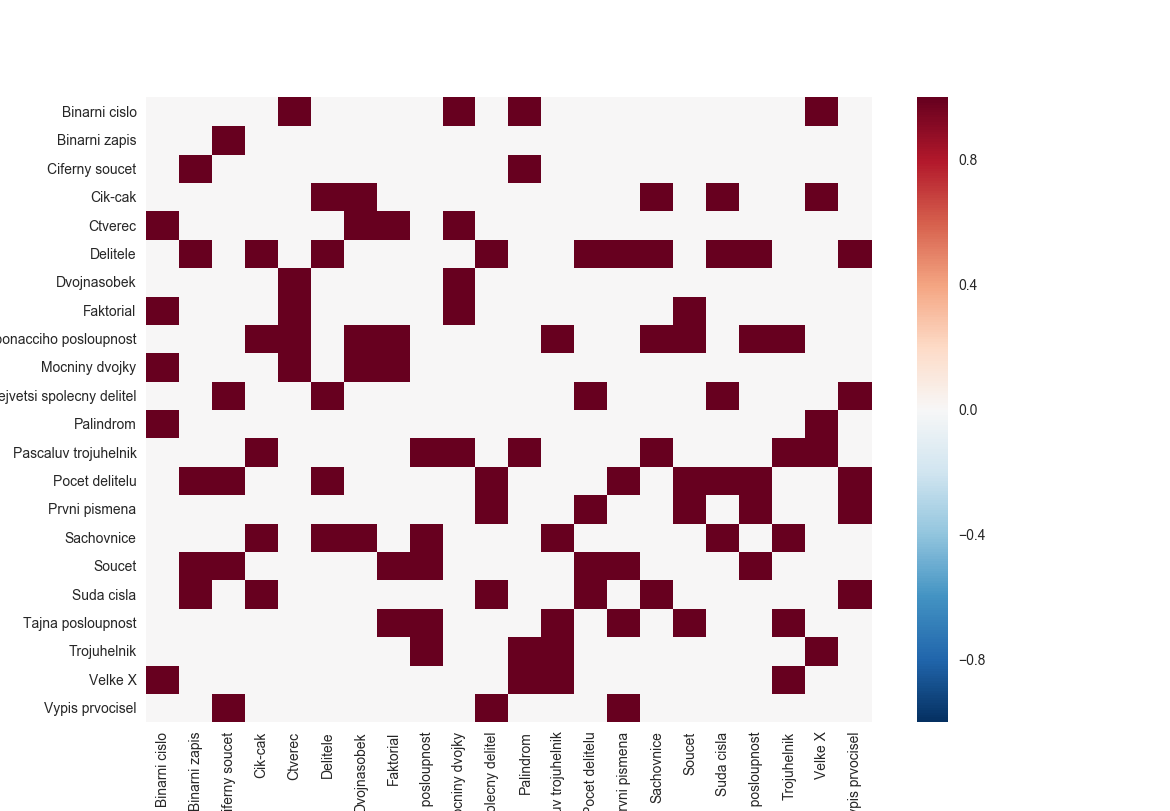 Binarni cislo
Binarni zapis
Ciferny soucet
Cik-cak
Ctverec
Delitele
Dvojnasobek
Faktorial
onacciho posloupnost
Mocniny dvojky
ejvetsi spolecny delitel
Palindrom
Pascaluv trojuhelnik
Pocet delitelu
Prvni pismena
Sachovnice
Soucet
Suda cisla
Tajna posloupnost
Trojuhelnik
Velke X
Vypis prvocisel
0.8
0.4
0.0
−0.4
−0.8
Binarni cislo
Binarni zapis
iferny soucet
Cik-cak
Ctverec
Delitele
Dvojnasobek
Faktorial
posloupnost
ocniny dvojky
olecny delitel
Palindrom
uv trojuhelnik
Pocet delitelu
rvni pismena
Sachovnice
Soucet
Suda cisla
posloupnost
Trojuhelnik
Velke X
ypis prvocisel